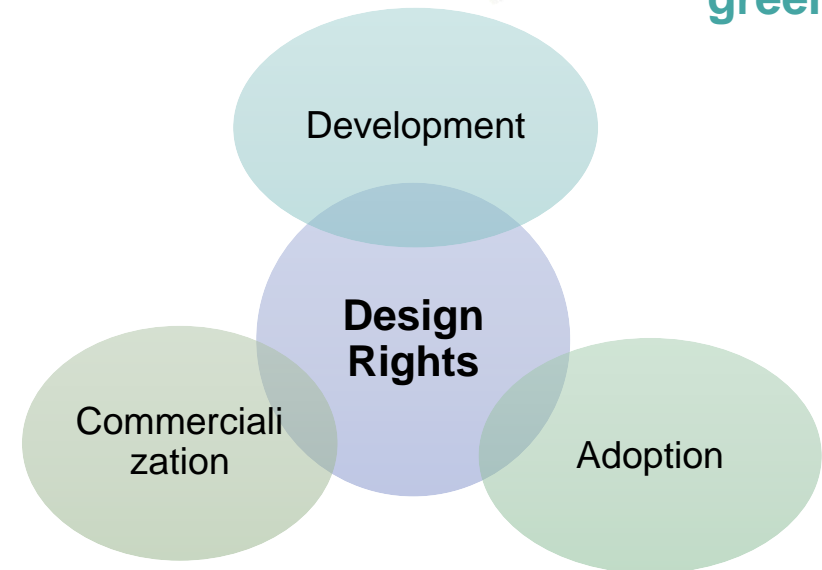 Development
Design
Rights
Commerciali
zation
Adoption